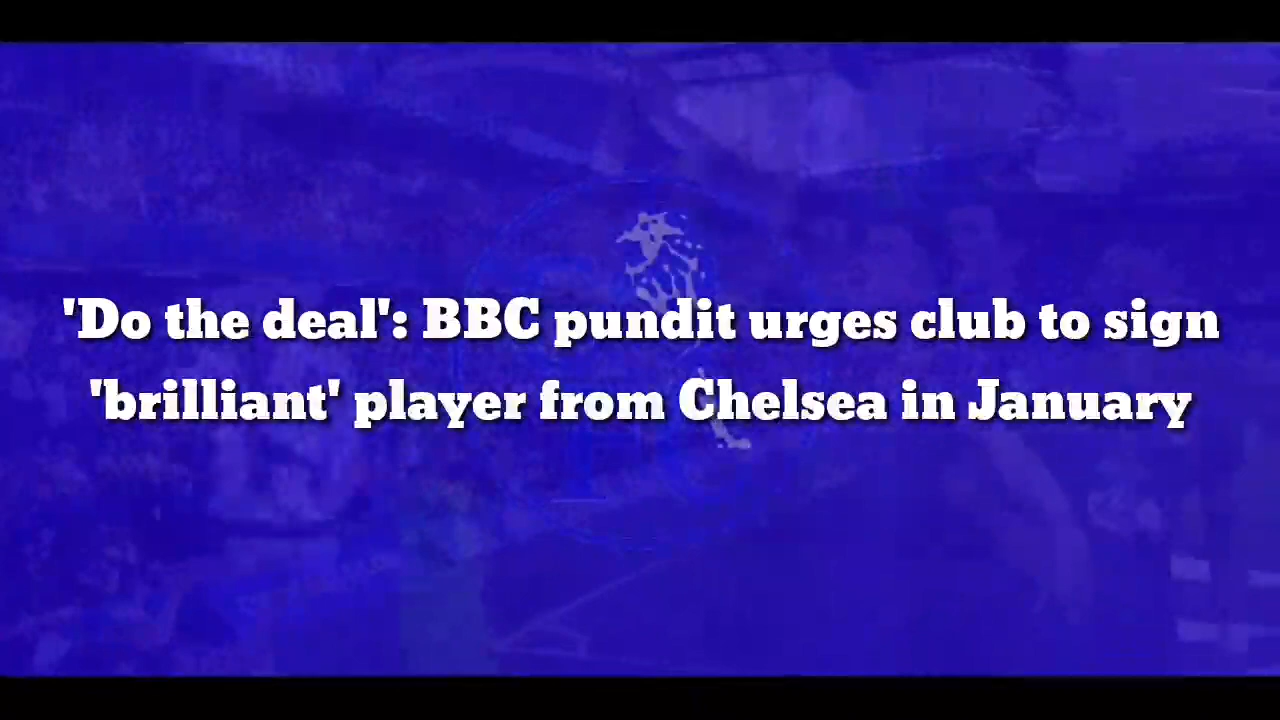 'Do the deal': BBC pundit urges club to sign
'brilliant' player from Chelsea in January